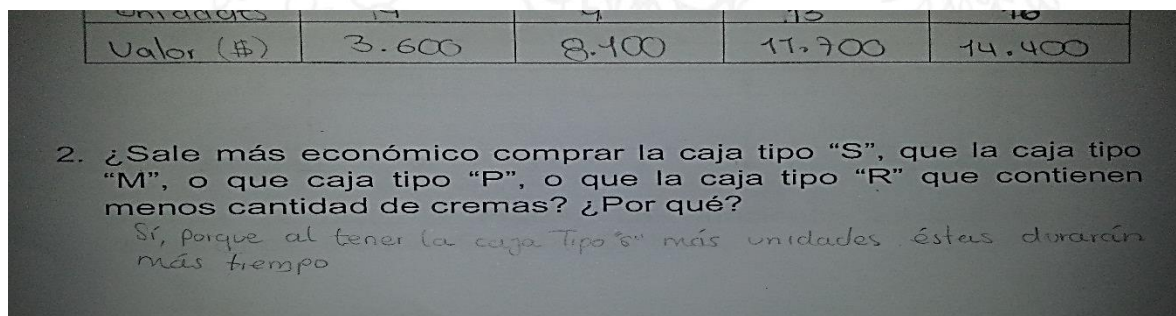 Unidades
Valor ($) 3.600 8.100 11.700 14.400
2. ¿Sale más económico comprar la caja tipo “S”, que la caja tipo
“M”, o que caja tipo “P”, o que la caja tipo “R” que contienen
menos cantidad de cremas? ¿Por qué?
Sí, porque al tener la caja Tipo "S" más unidades éstas durarán
más tiempo